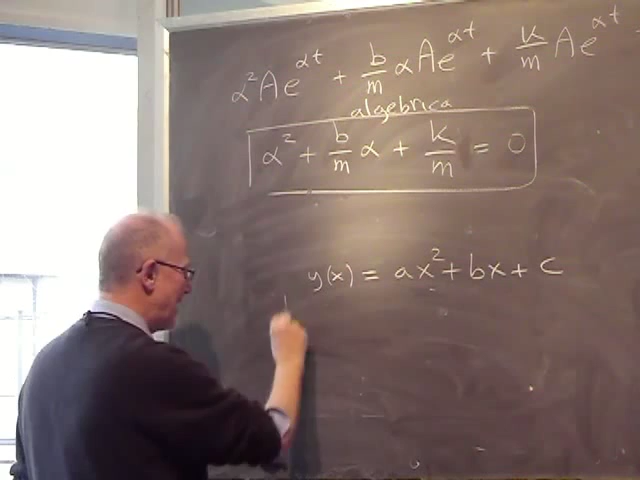 α²Ae^{αt} + b/m αAe^{αt} + k/m Ae^{αt}
algebrica
α² + b/m α + k/m = 0
y(x) = ax² + bx + c